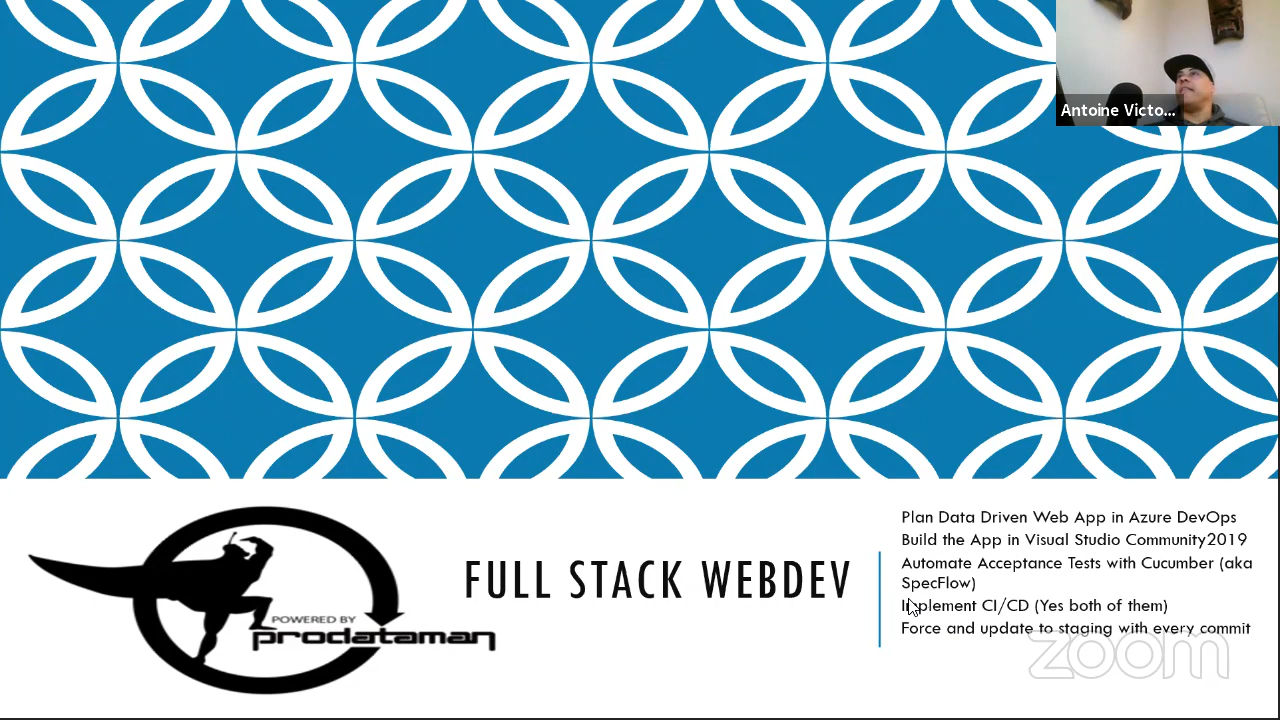 Antoine Victo...
POWERED BY
prodataman
FULL STACK WEBDEV
Plan Data Driven Web App in Azure DevOps
Build the App in Visual Studio Community2019
Automate Acceptance Tests with Cucumber (aka
SpecFlow)
Implement CI/CD (Yes both of them)
Force and update to staging with every commit
zoom